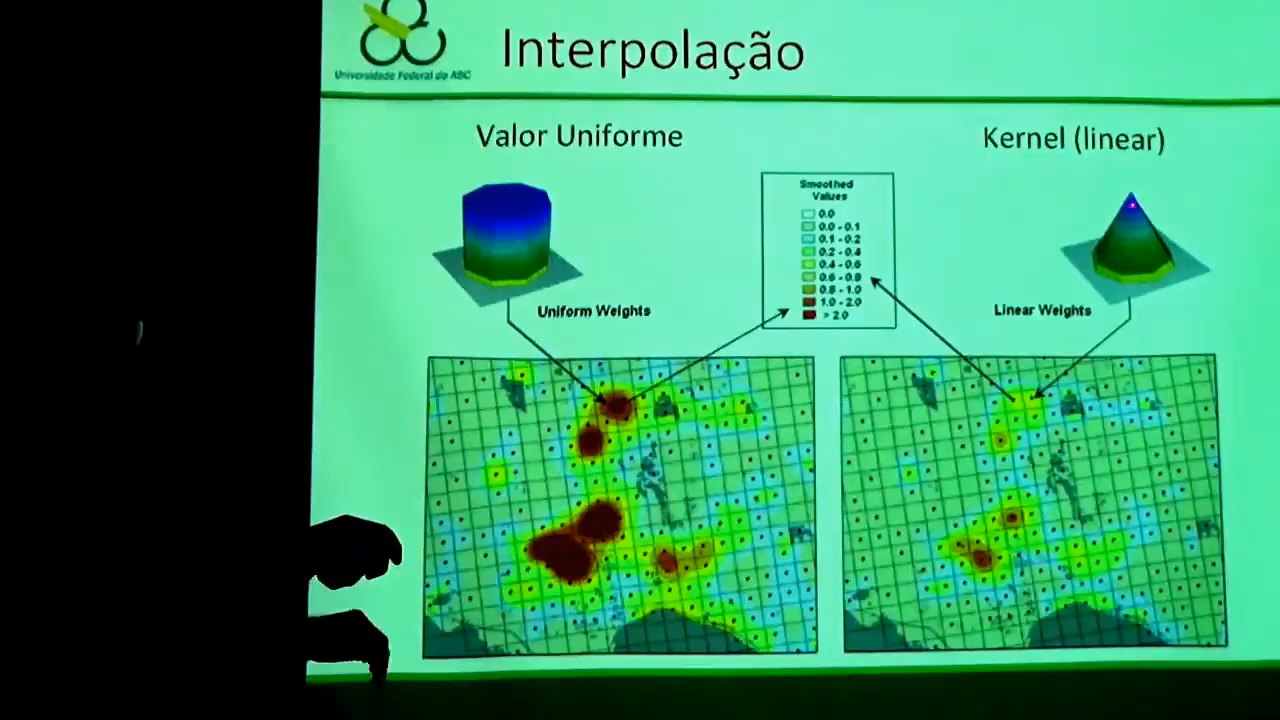 Universidade Federal do ABC
Interpolação
Valor Uniforme
Kernel (linear)
Smoothed
Values
0.0
0.0 - 0.1
0.1 - 0.2
0.2 - 0.4
0.4 - 0.6
0.6 - 0.8
0.8 - 1.0
1.0 - 2.0
> 2.0
Uniform Weights
Linear Weights